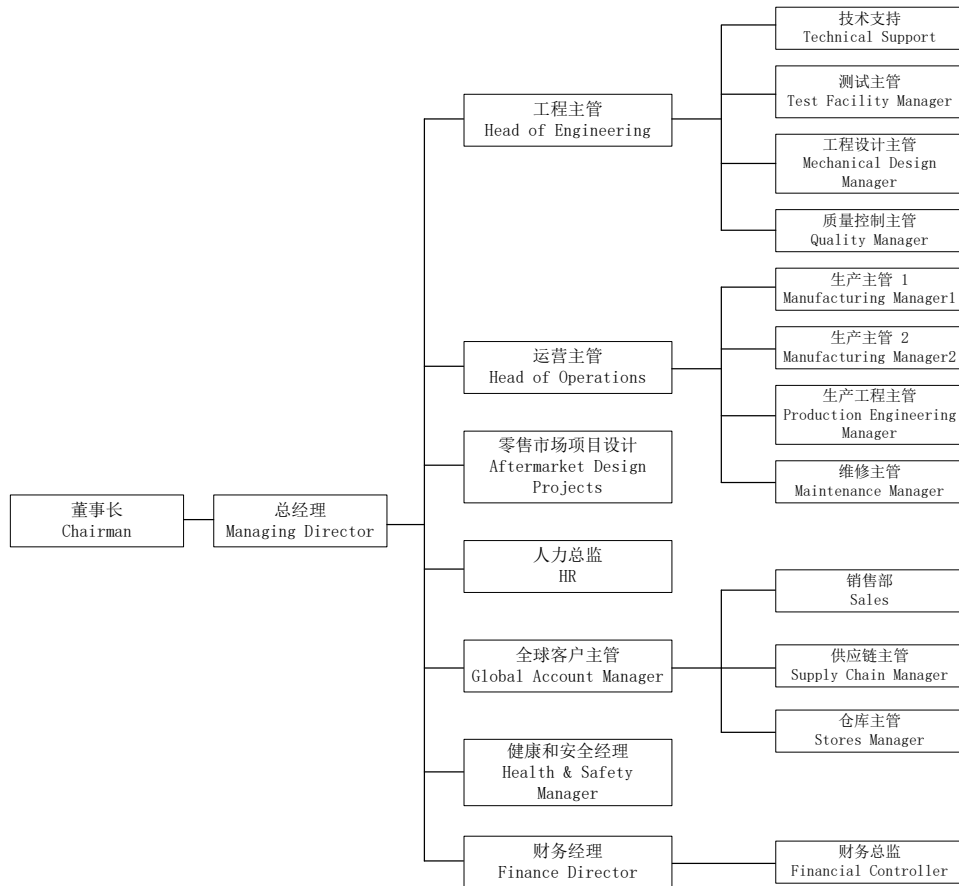 董事长
Chairman
总经理
Managing Director
工程主管
Head of Engineering
技术支持
Technical Support
测试主管
Test Facility Manager
工程设计主管
Mechanical Design
Manager
质量控制主管
Quality Manager
运营主管
Head of Operations
生产主管 1
Manufacturing Manager1
生产主管 2
Manufacturing Manager2
生产工程主管
Production Engineering
Manager
维修主管
Maintenance Manager
零售市场项目设计
Aftermarket Design
Projects
人力总监
HR
全球客户主管
Global Account Manager
销售部
Sales
供应链主管
Supply Chain Manager
仓库主管
Stores Manager
健康和安全经理
Health & Safety
Manager
财务经理
Finance Director
财务总监
Financial Controller